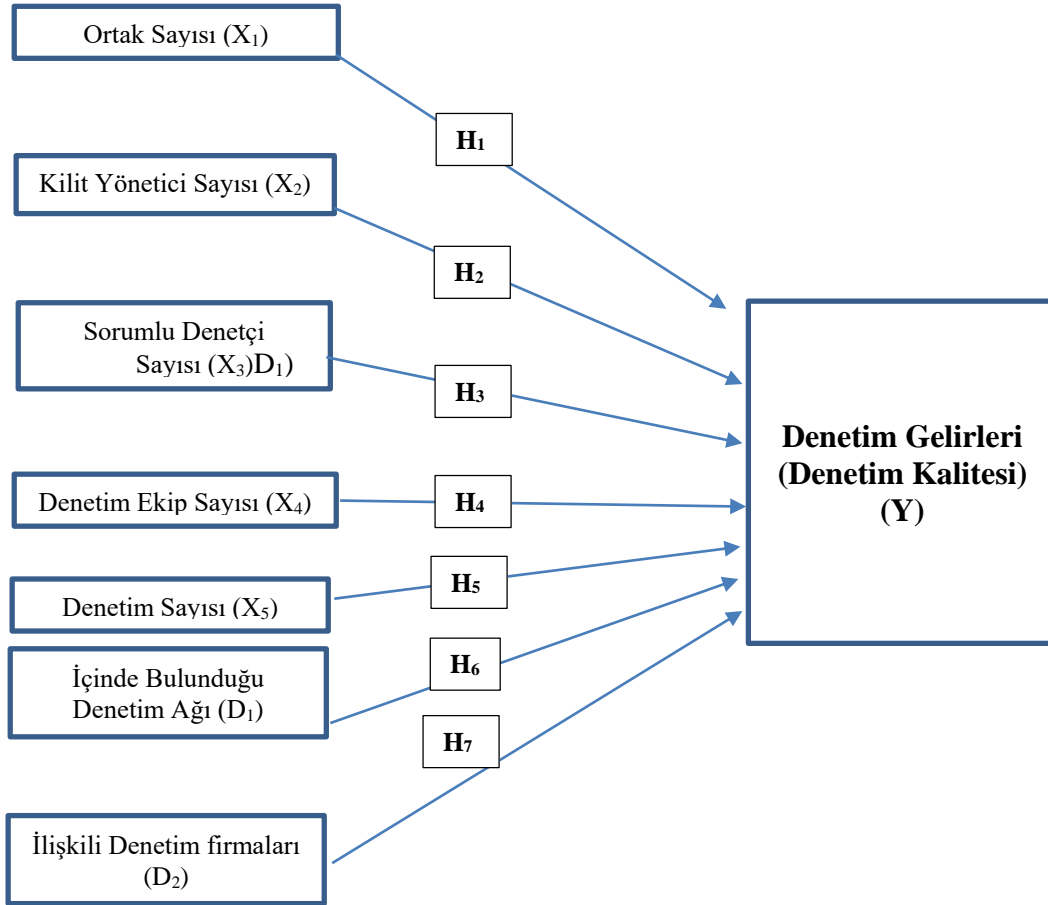 Ortak Sayısı (X₁)
H₁
Kilit Yönetici Sayısı (X₂)
H₂
Sorumlu Denetçi
Sayısı (X₃)D₁)
H₃
Denetim Gelirleri
(Denetim Kalitesi)
(Y)
Denetim Ekip Sayısı (X₄)
H₄
Denetim Sayısı (X₅)
H₅
İçinde Bulunduğu
Denetim Ağı (D₁)
H₆
H₇
İlişkili Denetim firmaları
(D₂)